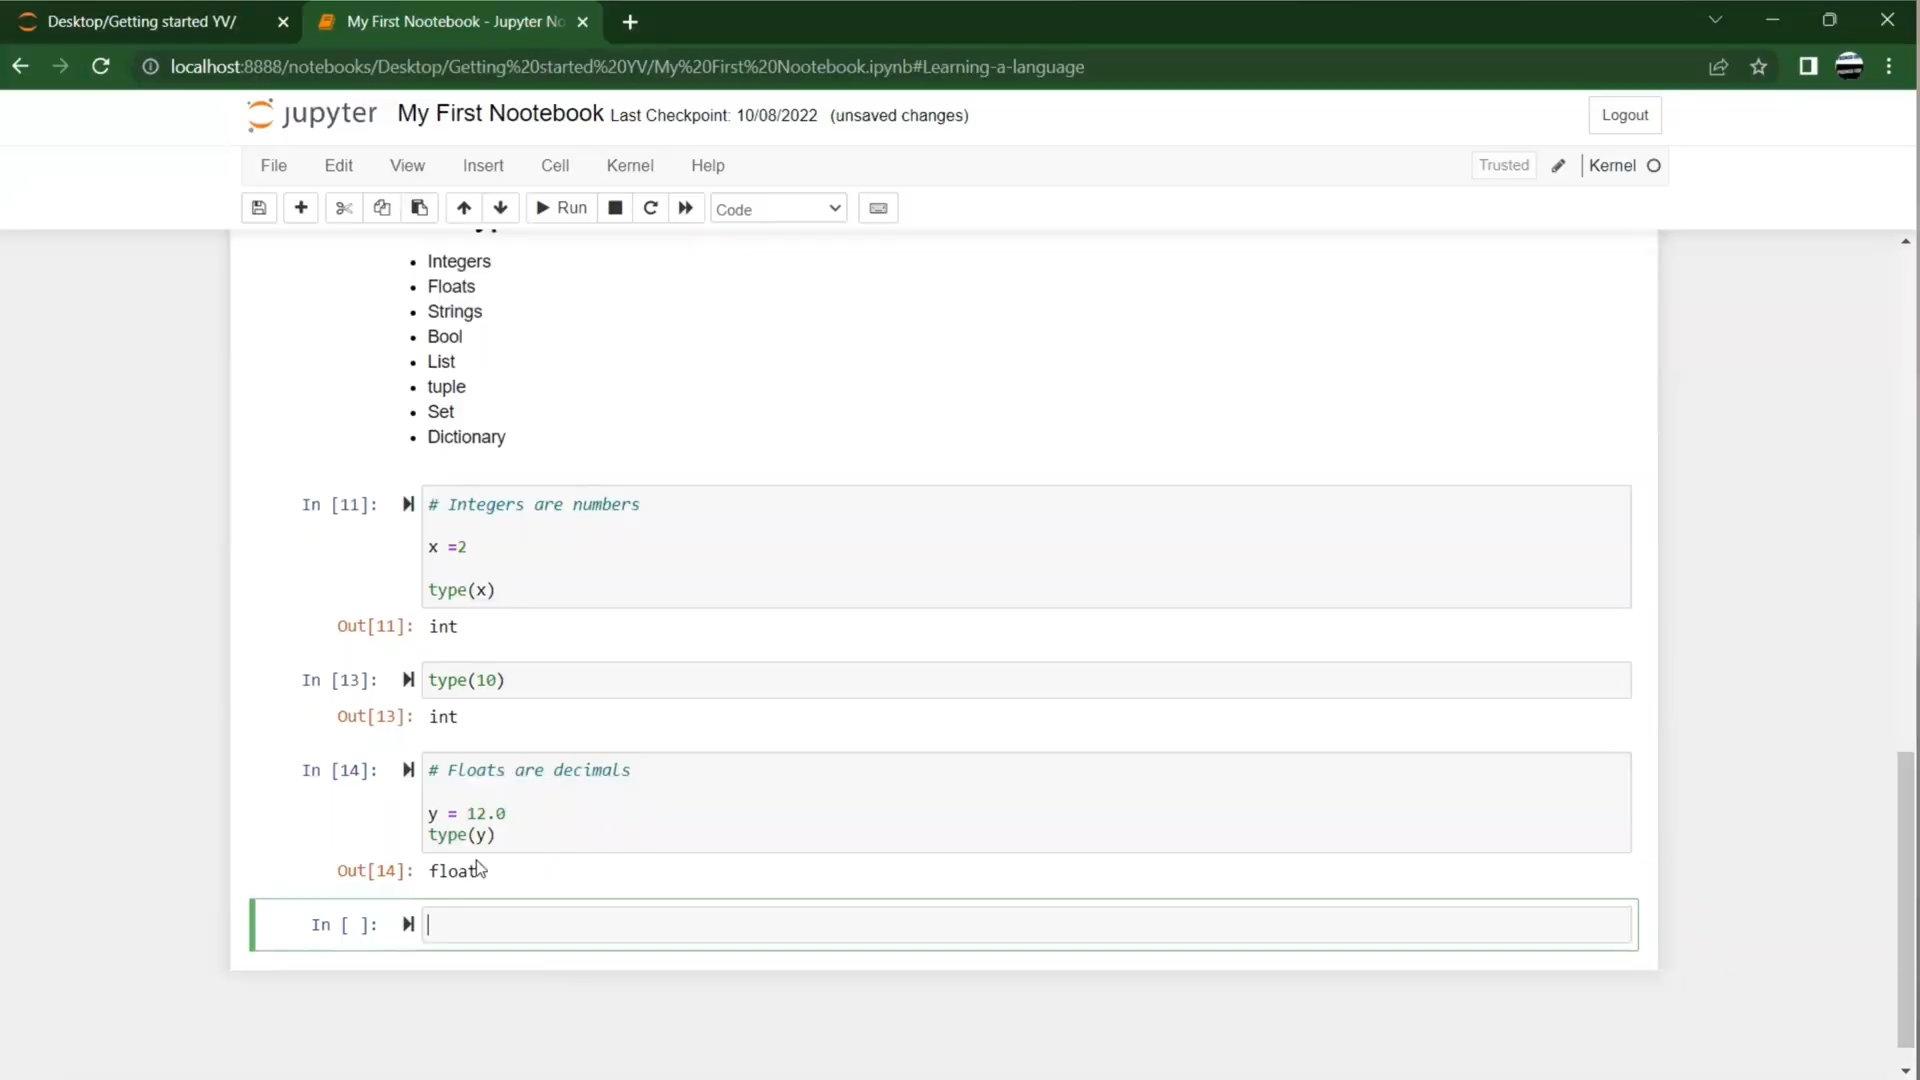 Desktop/Getting started YV/
My First Nootebook - Jupyter No
localhost:8888/notebooks/Desktop/Getting%20started%20YV/My%20First%20Nootebook.ipynb#Learning-a-language
jupyter My First Nootebook Last Checkpoint: 10/08/2022 (unsaved changes)
Logout
File Edit View Insert Cell Kernel Help
Trusted Kernel
Run Code
Integers
Floats
Strings
Bool
List
tuple
Set
Dictionary
In [11]: # Integers are numbers
x =2
type(x)
Out[11]: int
In [13]: type(10)
Out[13]: int
In [14]: # Floats are decimals
y = 12.0
type(y)
Out[14]: float
In [ ]: